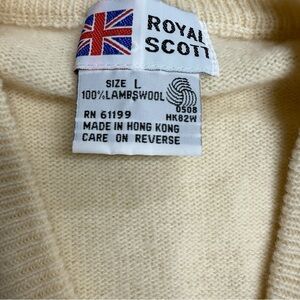 ROYAL
SCOTT
SIZE L
100% LAMBSWOOL
0508
HK82W
RN 61199
MADE IN HONG KONG
CARE ON REVERSE